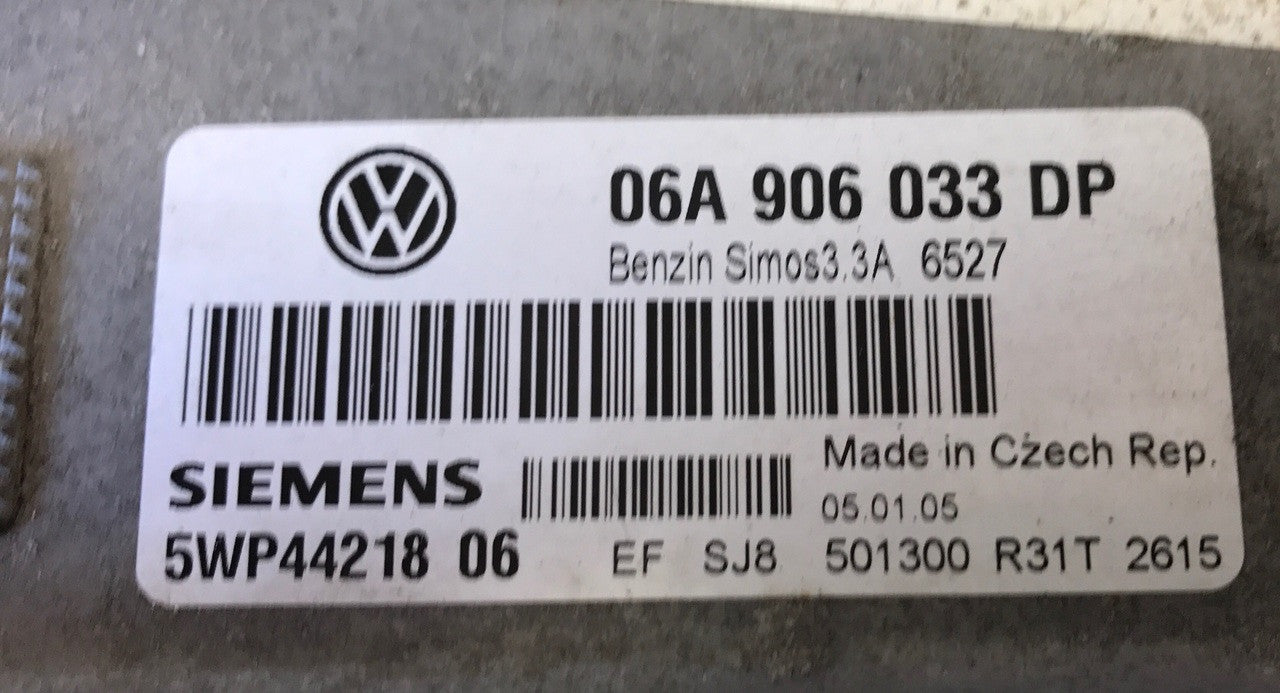 VW
06A 906 033 DP
Benzin Simos3.3A 6527
SIEMENS
Made in Czech Rep.
05.01.05
5WP44218 06
EF SJ8 501300 R31T 2615